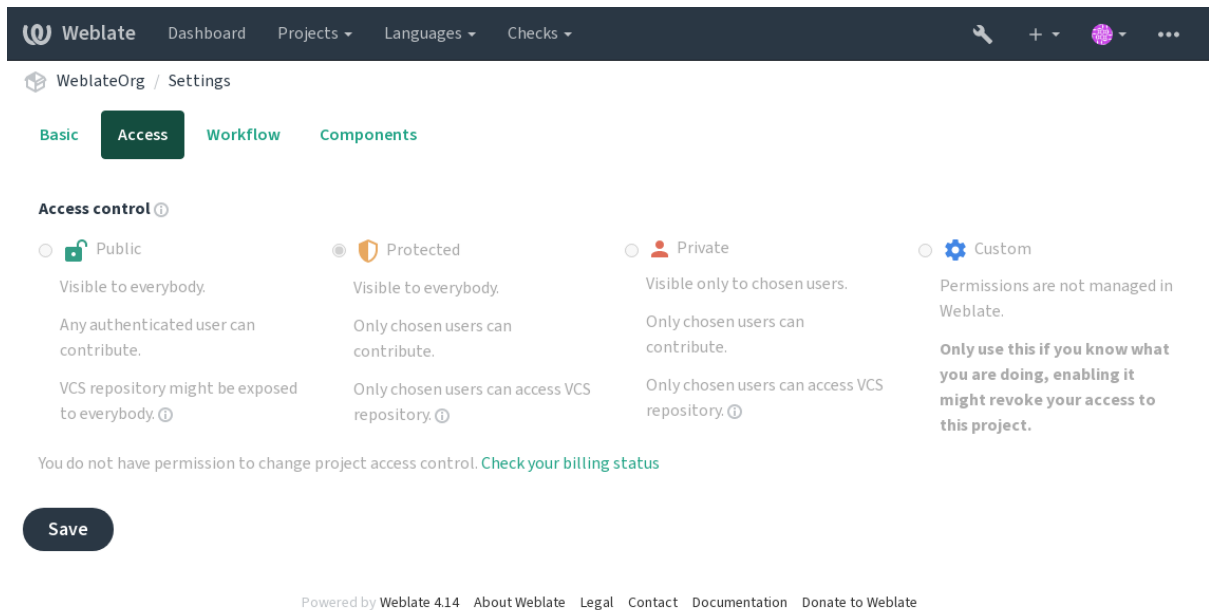 Weblate Dashboard Projects Languages Checks
WeblateOrg / Settings
Basic Access Workflow Components
Access control
Public
Visible to everybody.
Any authenticated user can
contribute.
VCS repository might be exposed
to everybody.
Protected
Visible to everybody.
Only chosen users can
contribute.
Only chosen users can access VCS
repository.
Private
Visible only to chosen users.
Only chosen users can
contribute.
Only chosen users can access VCS
repository.
Custom
Permissions are not managed in
Weblate.
Only use this if you know what
you are doing, enabling it
might revoke your access to
this project.
You do not have permission to change project access control. Check your billing status
Save
Powered by Weblate 4.14 About Weblate Legal Contact Documentation Donate to Weblate